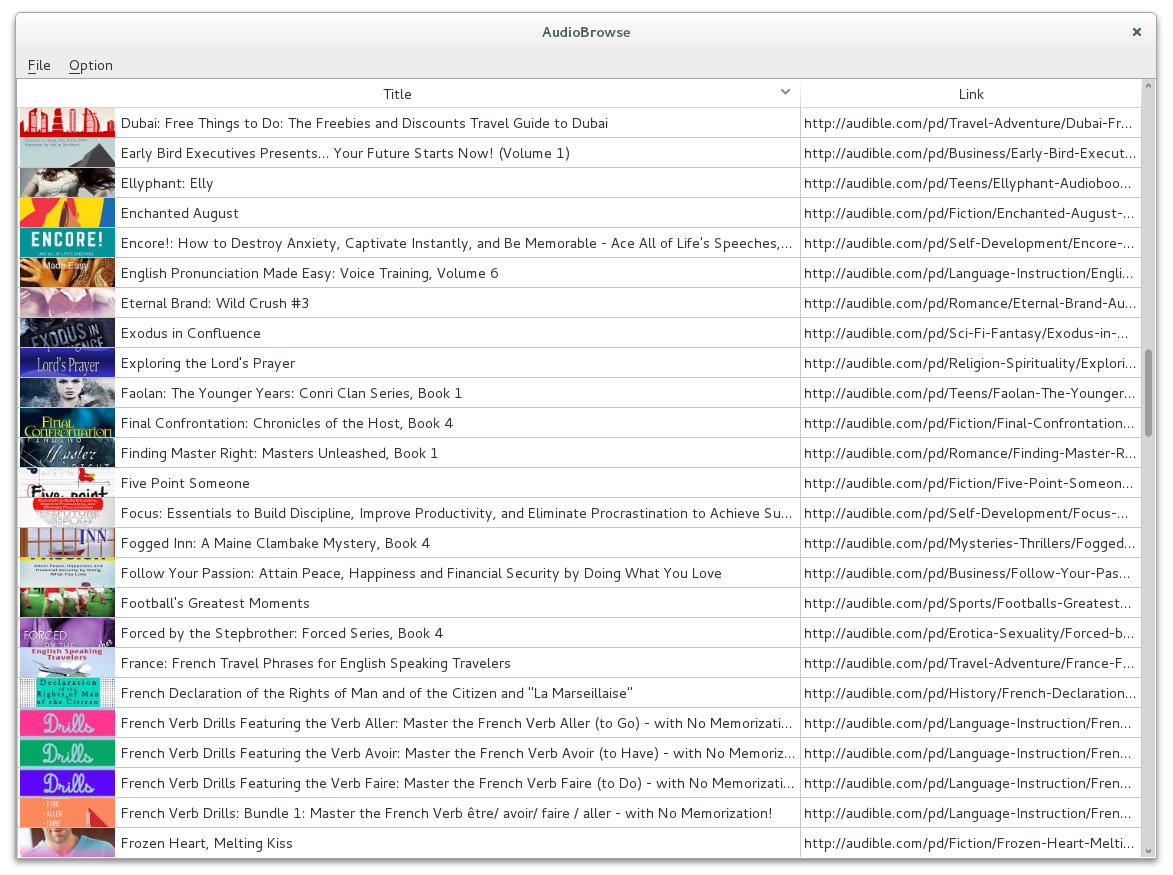 AudioBrowse
File Option
Title Link
Dubai: Free Things to Do: The Freebies and Discounts Travel Guide to Dubai http://audible.com/pd/Travel-Adventure/Dubai-Fr...
Early Bird Executives Presents... Your Future Starts Now! (Volume 1) http://audible.com/pd/Business/Early-Bird-Execut...
Ellyphant: Elly http://audible.com/pd/Teens/Ellyphant-Audioboo...
Enchanted August http://audible.com/pd/Fiction/Enchanted-August-...
ENCORE! Encore!: How to Destroy Anxiety, Captivate Instantly, and Be Memorable - Ace All of Life's Speeches,... http://audible.com/pd/Self-Development/Encore-...
ACE ALL OF LIFE'S SPEECHES,
Made Easy English Pronunciation Made Easy: Voice Training, Volume 6 http://audible.com/pd/Language-Instruction/Engli...
Eternal Brand: Wild Crush #3 http://audible.com/pd/Romance/Eternal-Brand-Au...
EXODUS IN Exodus in Confluence http://audible.com/pd/Sci-Fi-Fantasy/Exodus-in-...
Lord's Prayer Exploring the Lord's Prayer http://audible.com/pd/Religion-Spirituality/Explori...
Faolan: The Younger Years: Conri Clan Series, Book 1 http://audible.com/pd/Teens/Faolan-The-Younger...
FINAL CONFRONTATION Final Confrontation: Chronicles of the Host, Book 4 http://audible.com/pd/Fiction/Final-Confrontation...
FINDING Master Finding Master Right: Masters Unleashed, Book 1 http://audible.com/pd/Romance/Finding-Master-R...
Five point Five Point Someone http://audible.com/pd/Fiction/Five-Point-Someon...
Focus: Essentials to Build Discipline, Improve Productivity, and Eliminate Procrastination to Achieve Su... http://audible.com/pd/Self-Development/Focus-...
INN Fogged Inn: A Maine Clambake Mystery, Book 4 http://audible.com/pd/Mysteries-Thrillers/Fogged...
Attain Peace, Happiness and
Financial Security by Doing
What You Love
Follow Your Passion: Attain Peace, Happiness and Financial Security by Doing What You Love http://audible.com/pd/Business/Follow-Your-Pas...
Football's Greatest Moments http://audible.com/pd/Sports/Footballs-Greatest...
FORCED Forced by the Stepbrother: Forced Series, Book 4 http://audible.com/pd/Erotica-Sexuality/Forced-b...
English Speaking
Travelers
France: French Travel Phrases for English Speaking Travelers http://audible.com/pd/Travel-Adventure/France-F...
Declaration
of the
Rights of Man
of the Citizen
French Declaration of the Rights of Man and of the Citizen and "La Marseillaise" http://audible.com/pd/History/French-Declaration...
Drills French Verb Drills Featuring the Verb Aller: Master the French Verb Aller (to Go) - with No Memorizati... http://audible.com/pd/Language-Instruction/Fren...
Drills French Verb Drills Featuring the Verb Avoir: Master the French Verb Avoir (to Have) - with No Memoriz... http://audible.com/pd/Language-Instruction/Fren...
Drills French Verb Drills Featuring the Verb Faire: Master the French Verb Faire (to Do) - with No Memorizati... http://audible.com/pd/Language-Instruction/Fren...
- ETRE
- ALLER
- FAIRE
French Verb Drills: Bundle 1: Master the French Verb être/ avoir/ faire / aller - with No Memorization! http://audible.com/pd/Language-Instruction/Fren...
Frozen Heart, Melting Kiss http://audible.com/pd/Fiction/Frozen-Heart-Melti...